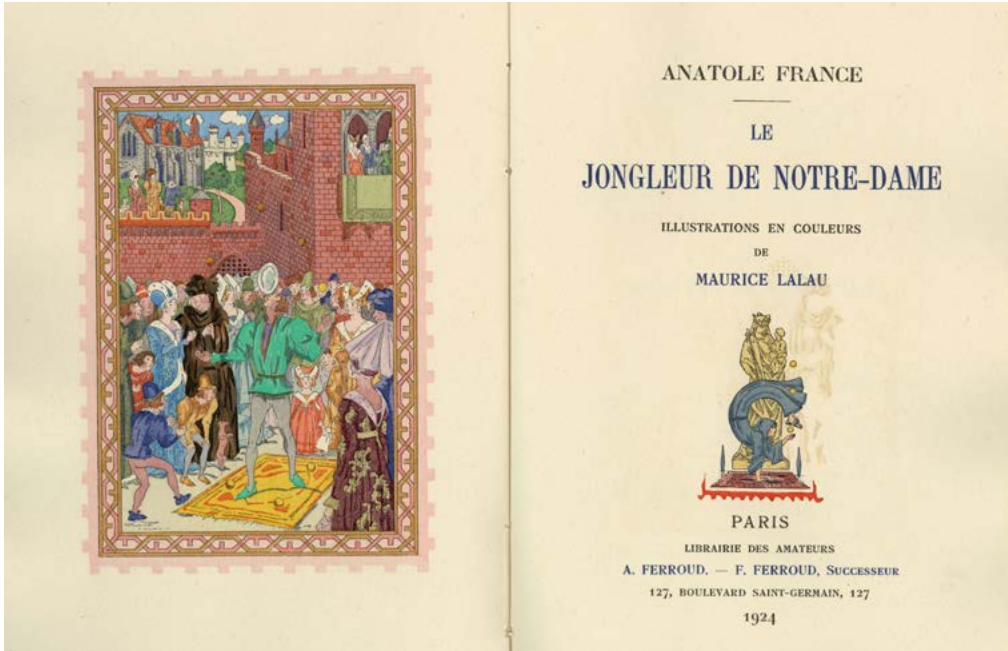 ANATOLE FRANCE
LE
JONGLEUR DE NOTRE-DAME
ILLUSTRATIONS EN COULEURS
DE
MAURICE LALAU
PARIS
LIBRAIRIE DES AMATEURS
A. FERROUD. — F. FERROUD, SUCCESSEUR
127, BOULEVARD SAINT-GERMAIN, 127
1924